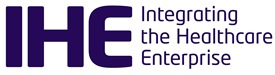 IHE
Integrating
the Healthcare
Enterprise